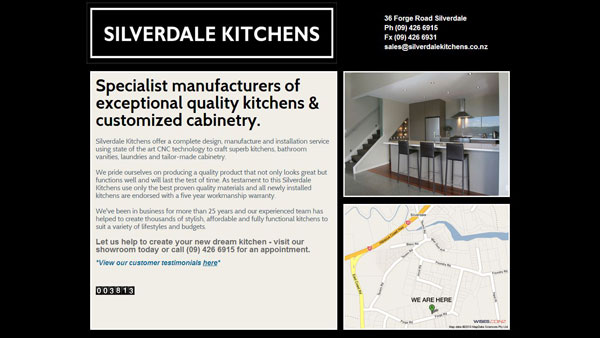 SILVERDALE KITCHENS
36 Forge Road Silverdale
Ph (09) 426 6915
Fx (09) 426 6931
sales@silverdalekitchens.co.nz
Specialist manufacturers of
exceptional quality kitchens &
customized cabinetry.
Silverdale Kitchens offer a complete design, manufacture and installation service
using state of the art CNC technology to craft superb kitchens, bathroom
vanities, laundries and tailor-made cabinetry.
We pride ourselves on producing a quality product that not only looks great but
functions well and will last the test of time. As testament to this Silverdale
Kitchens use only the best proven quality materials and all newly installed
kitchens are endorsed with a five year workmanship warranty.
We've been in business for more than 25 years and our experienced team has
helped to create thousands of stylish, affordable and fully functional kitchens to
suit a variety of lifestyles and budgets.
Let us help to create your new dream kitchen - visit our
showroom today or call (09) 426 6915 for an appointment.
*View our customer testimonials here*
003813
Silverdale
WE ARE HERE
Forge Rd
WISES